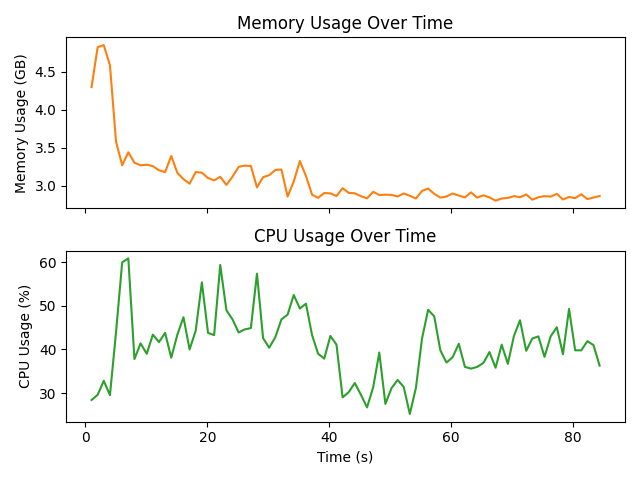 Memory Usage Over Time
Memory Usage (GB)
4.5
4.0
3.5
3.0
CPU Usage Over Time
CPU Usage (%)
60
50
40
30
0 20 40 60 80
Time (s)